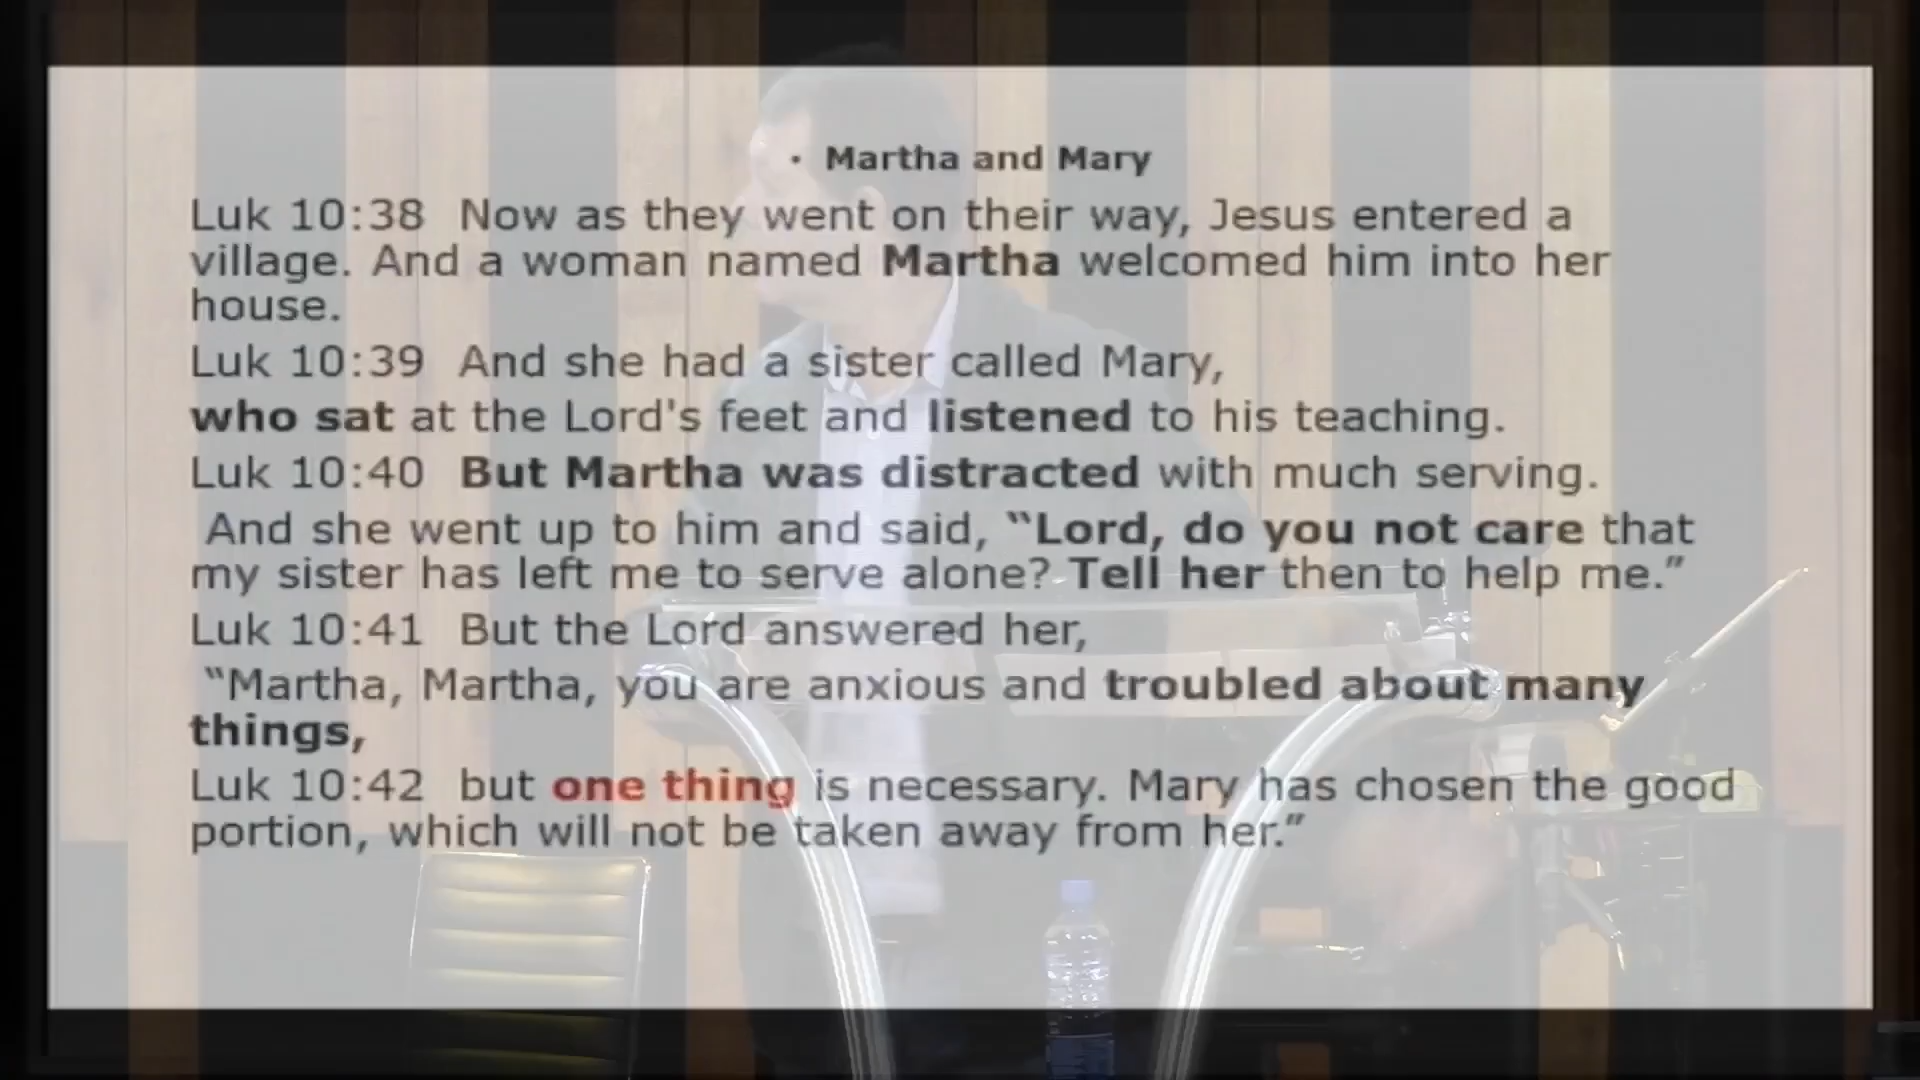 • Martha and Mary
Luk 10:38 Now as they went on their way, Jesus entered a
village. And a woman named Martha welcomed him into her
house.
Luk 10:39 And she had a sister called Mary,
who sat at the Lord's feet and listened to his teaching.
Luk 10:40 But Martha was distracted with much serving.
And she went up to him and said, “Lord, do you not care that
my sister has left me to serve alone? Tell her then to help me.”
Luk 10:41 But the Lord answered her,
“Martha, Martha, you are anxious and troubled about many
things,
Luk 10:42 but one thing is necessary. Mary has chosen the good
portion, which will not be taken away from her.”